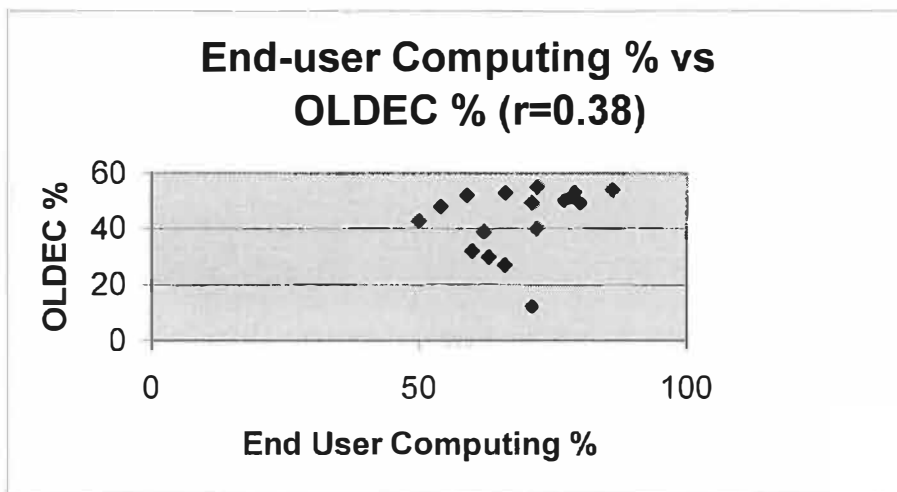 End-user Computing % vs
OLDEC % (r=0.38)
60
40
20
0
OLDEC %
0 50 100
End User Computing %